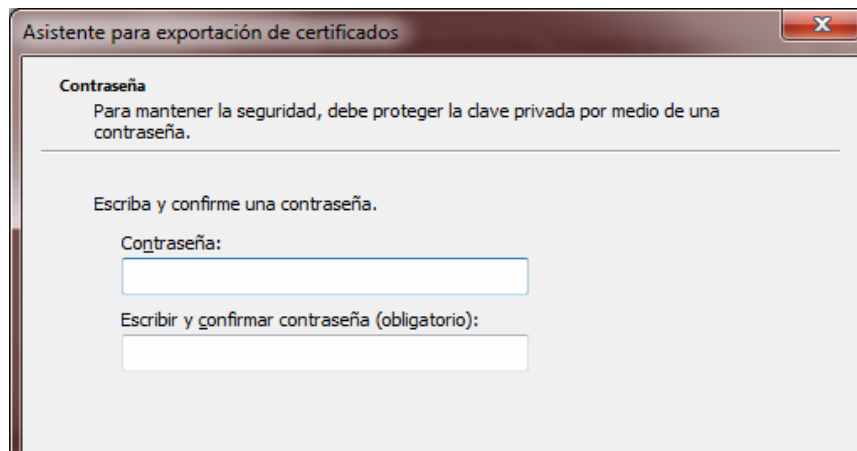 Asistente para exportación de certificados
Contraseña
Para mantener la seguridad, debe proteger la clave privada por medio de una
contraseña.
Escriba y confirme una contraseña.
Contraseña:
Escribir y confirmar contraseña (obligatorio):